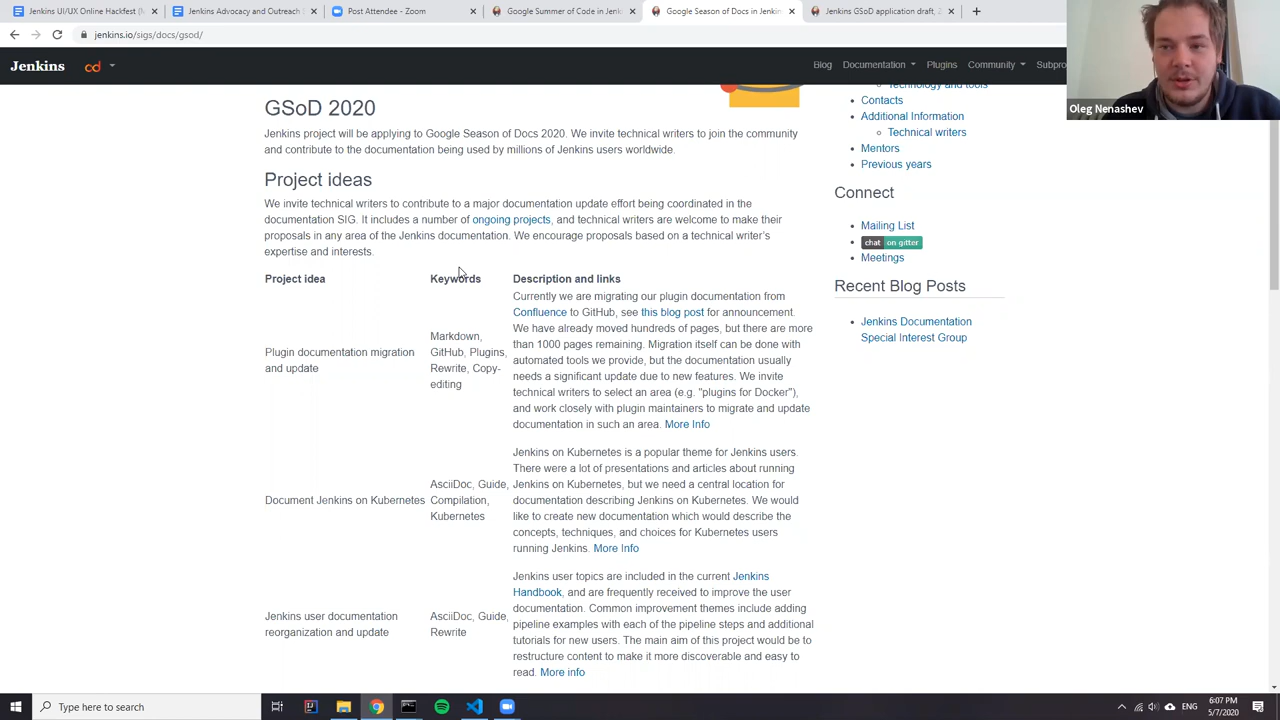 Jenkins UI/UX Online Hackfest (M
Jenkins Advocacy and Outreach S
Post Attendee - Zoom
Google Summer of Code in Jenkins
Google Season of Docs in Jenkins
Jenkins GSoD application draft, 2
jenkins.io/sigs/docs/gsod/
Jenkins cd
Blog Documentation Plugins Community Subpro
Oleg Nenashev
GSoD 2020
Jenkins project will be applying to Google Season of Docs 2020. We invite technical writers to join the community
and contribute to the documentation being used by millions of Jenkins users worldwide.
Project ideas
We invite technical writers to contribute to a major documentation update effort being coordinated in the
documentation SIG. It includes a number of ongoing projects, and technical writers are welcome to make their
proposals in any area of the Jenkins documentation. We encourage proposals based on a technical writer's
expertise and interests.
Project idea Keywords Description and links
Plugin documentation migration
and update
Markdown,
GitHub, Plugins,
Rewrite, Copy-
editing
Currently we are migrating our plugin documentation from
Confluence to GitHub, see this blog post for announcement.
We have already moved hundreds of pages, but there are more
than 1000 pages remaining. Migration itself can be done with
automated tools we provide, but the documentation usually
needs a significant update due to new features. We invite
technical writers to select an area (e.g. "plugins for Docker"),
and work closely with plugin maintainers to migrate and update
documentation in such an area. More Info
Document Jenkins on Kubernetes
AsciiDoc, Guide,
Compilation,
Kubernetes
Jenkins on Kubernetes is a popular theme for Jenkins users.
There were a lot of presentations and articles about running
Jenkins on Kubernetes, but we need a central location for
documentation describing Jenkins on Kubernetes. We would
like to create new documentation which would describe the
concepts, techniques, and choices for Kubernetes users
running Jenkins. More Info
Jenkins user documentation
reorganization and update
AsciiDoc, Guide,
Rewrite
Jenkins user topics are included in the current Jenkins
Handbook, and are frequently received to improve the user
documentation. Common improvement themes include adding
pipeline examples with each of the pipeline steps and additional
tutorials for new users. The main aim of this project would be to
restructure content to make it more discoverable and easy to
read. More info
Technology and tools
Contacts
Additional Information
Technical writers
Mentors
Previous years
Connect
Mailing List
chat on gitter
Meetings
Recent Blog Posts
Jenkins Documentation
Special Interest Group
Type here to search
6:07 PM
5/7/2020